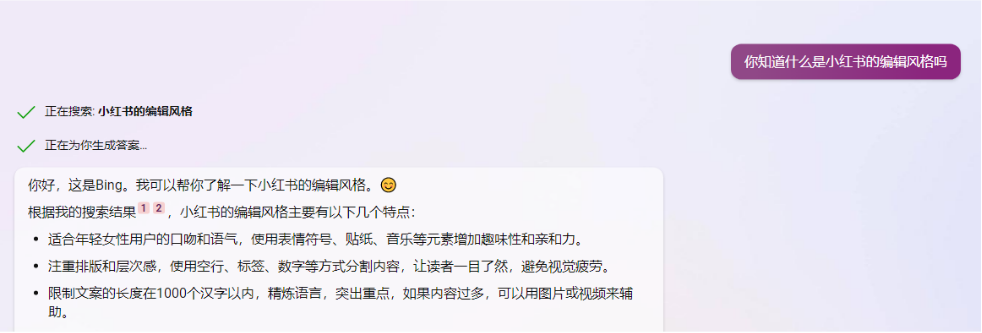 你知道什么是小红书的编辑风格吗
正在搜索: 小红书的编辑风格
正在为你生成答案...
你好，这是Bing。我可以帮你了解一下小红书的编辑风格。😊
根据我的搜索结果 1 2 ，小红书的编辑风格主要有以下几个特点：
• 适合年轻女性用户的口吻和语气，使用表情符号、贴纸、音乐等元素增加趣味性和亲和力。
• 注重排版和层次感，使用空行、标签、数字等方式分割内容，让读者一目了然，避免视觉疲劳。
• 限制文案的长度在1000个汉字以内，精炼语言，突出重点，如果内容过多，可以用图片或视频来辅
助。